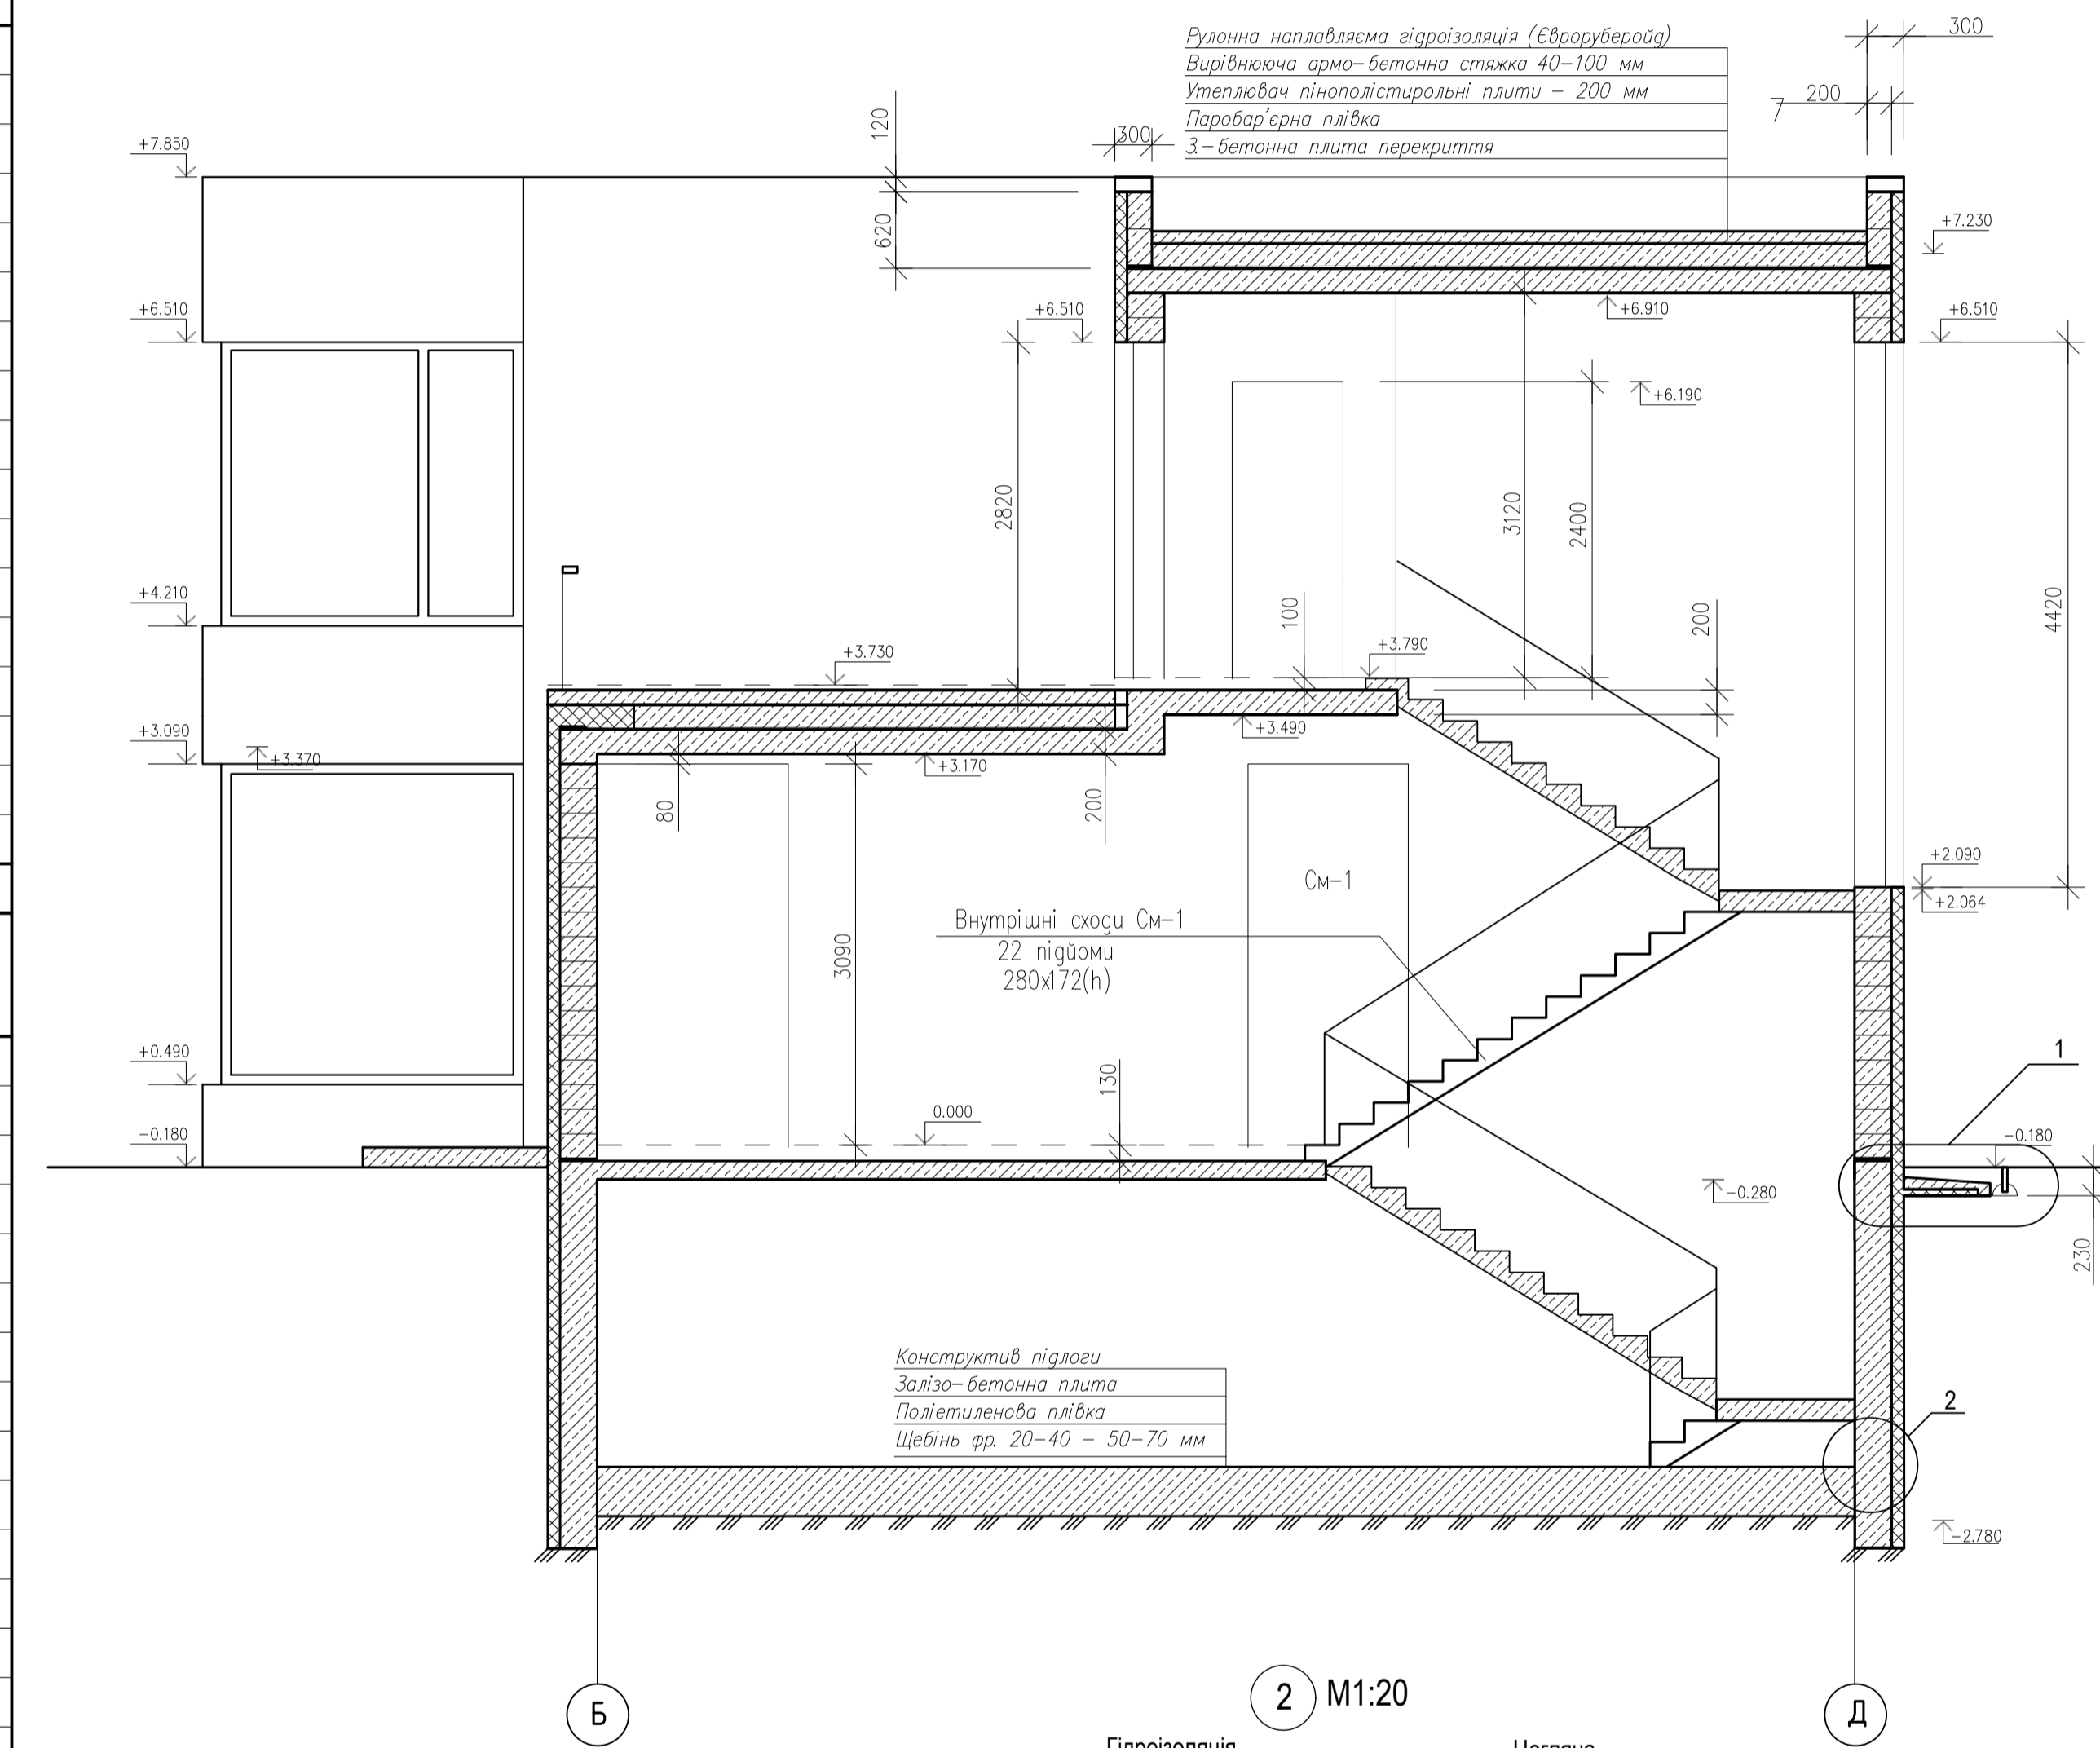 Рулонна наплавляєма гідроізоляція (Євроруберойд)
Вирівнююча армо-бетонна стяжка 40-100 мм
Утеплювач пінополістирольні плити - 200 мм
Паробар'єрна плівка
З.-бетонна плита перекриття
300
200
7
300
120
620
+7.850
+7.230
+6.510
+6.510
+6.910
+6.510
+6.190
2820
3120
2400
4420
+4.210
100
200
+3.730
+3.790
+3.090
+3.370
+3.490
+3.170
80
200
См-1
+2.090
+2.064
Внутрішні сходи См-1
22 підйоми
280x172(h)
3090
+0.490
130
0.000
1
-0.180
-0.180
-0.280
230
Конструктив підлоги
Залізо-бетонна плита
Поліетиленова плівка
Щебінь фр. 20-40 - 50-70 мм
2
-2.780
Б
2 М1:20
Д
Гідроізоляція